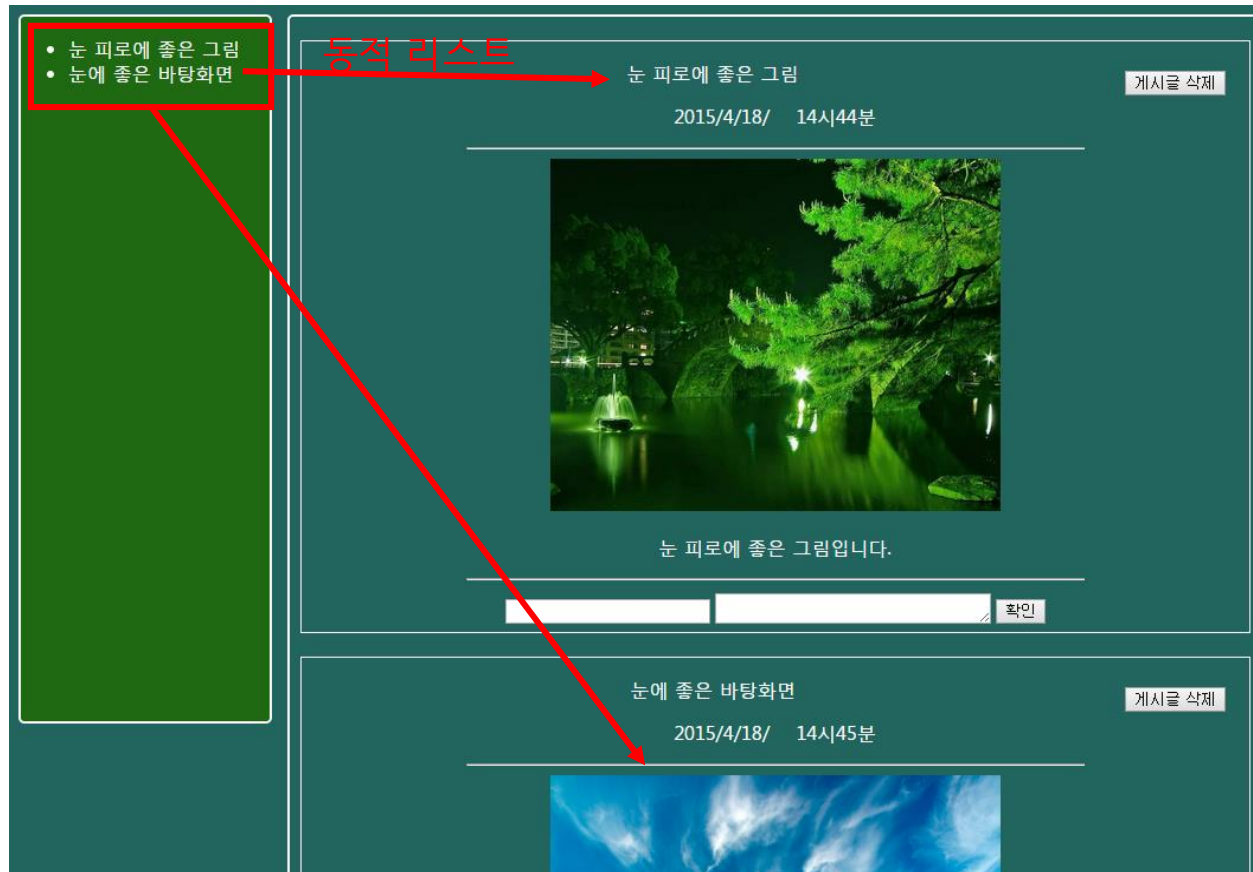 • 눈 피로에 좋은 그림
• 눈에 좋은 바탕화면
동적 리스트
눈 피로에 좋은 그림
게시글 삭제
2015/4/18/ 14시44분
눈 피로에 좋은 그림입니다.
확인
눈에 좋은 바탕화면
게시글 삭제
2015/4/18/ 14시45분